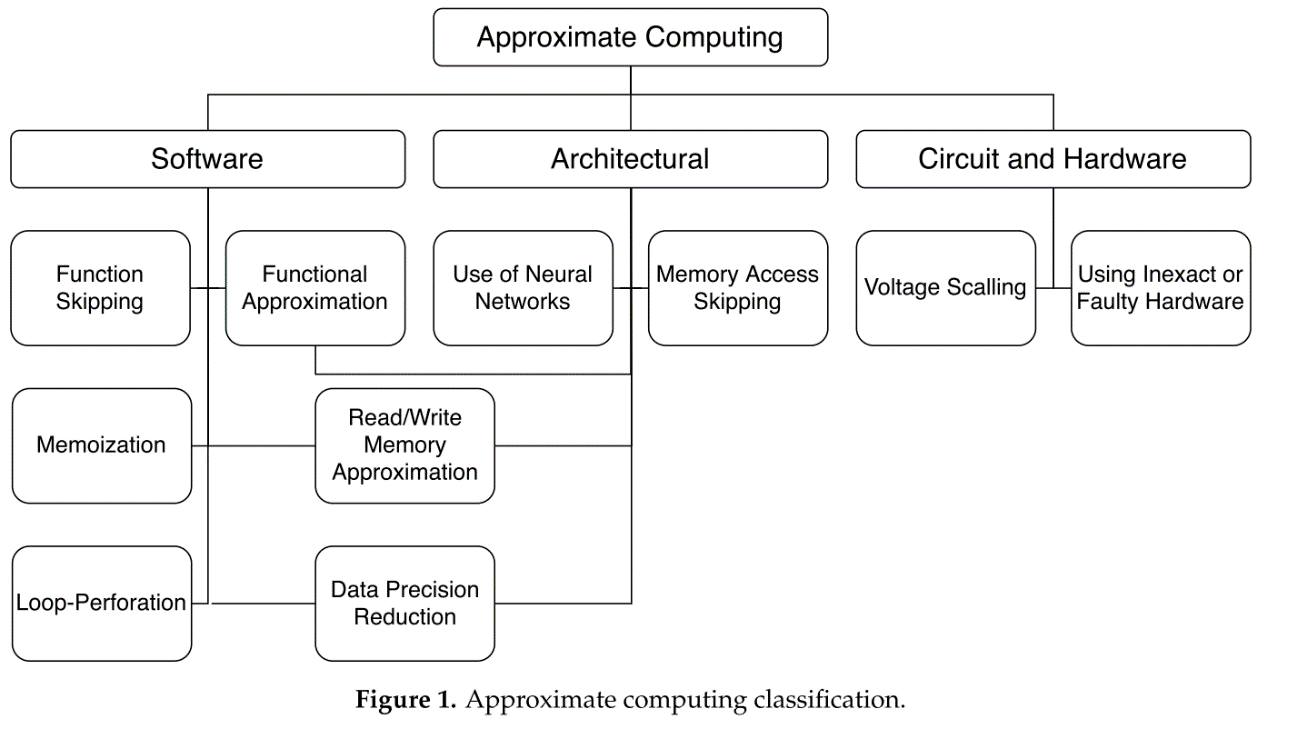 Approximate Computing
Software
Architectural
Circuit and Hardware
Function
Skipping
Functional
Approximation
Use of Neural
Networks
Memory Access
Skipping
Voltage Scalling
Using Inexact or
Faulty Hardware
Memoization
Read/Write
Memory
Approximation
Loop-Perforation
Data Precision
Reduction
Figure 1. Approximate computing classification.